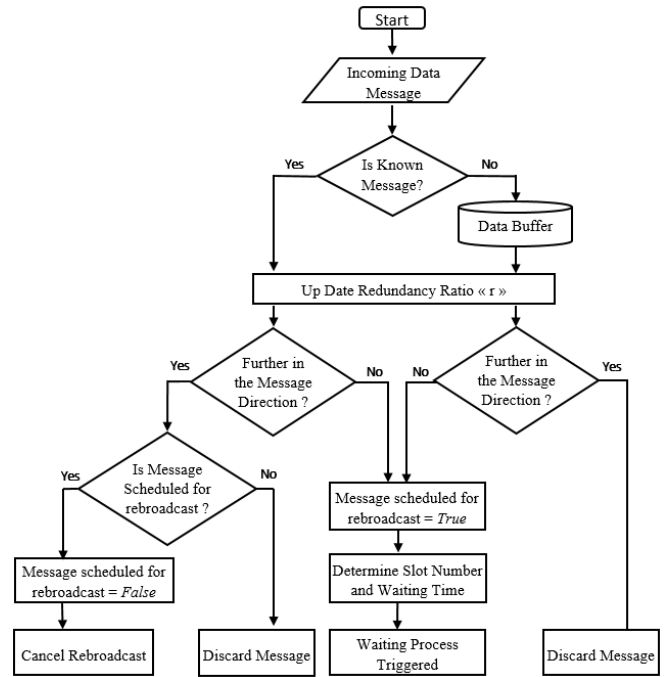 Start
Incoming Data
Message
Yes
Is Known
Message?
No
Data Buffer
Up Date Redundancy Ratio « r »
Yes
Further in
the Message
Direction ?
No
No
Further in
the Message
Direction ?
Yes
Yes
Is Message
Scheduled for
rebroadcast ?
No
Message scheduled for
rebroadcast = True
Message scheduled for
rebroadcast = False
Determine Slot Number
and Waiting Time
Cancel Rebroadcast
Discard Message
Waiting Process
Triggered
Discard Message